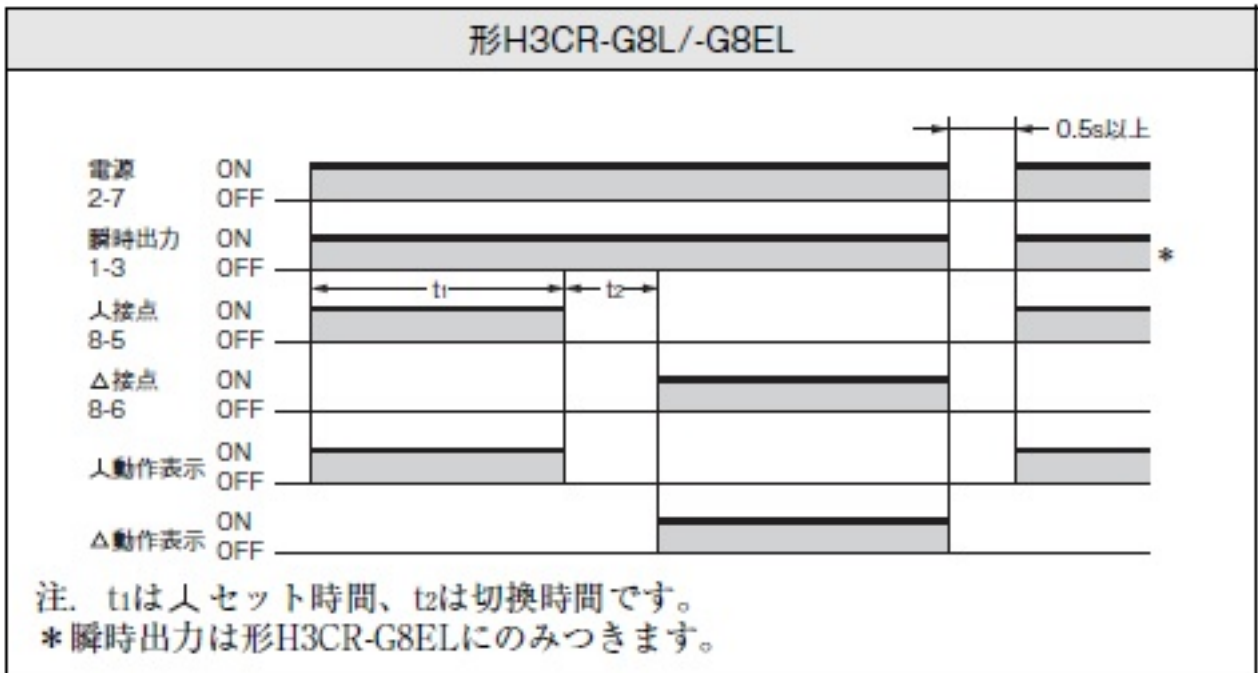 形H3CR-G8L/-G8EL
0.5s以上
電源 ON
2-7 OFF
瞬時出力 ON
1-3 OFF
*
t1 t2
人接点 ON
8-5 OFF
△接点 ON
8-6 OFF
人動作表示 ON
OFF
△動作表示 ON
OFF
注. t1は人セット時間、t2は切換時間です。
*瞬時出力は形H3CR-G8ELにのみつきます。